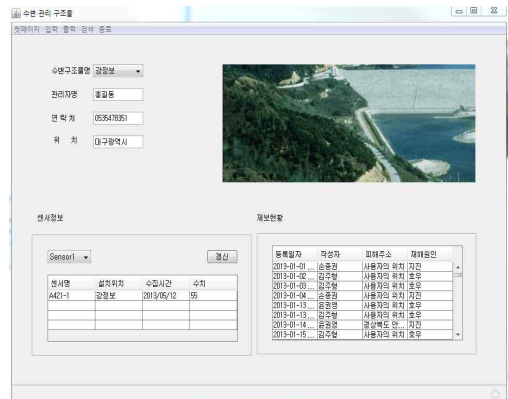 수변 관리 구조물
첫페이지 입력 출력 검색 종료
수변구조물명 강정보
관리자명 홍길동
연 락 처 0535478351
위 치 대구광역시
센서정보
Sensor1 갱신
센서명 설치위치 수집시간 수치
A421-1 강정보 2013/05/12 55
제보현황
등록일자 작성자 피해주소 재해원인
2013-01-01 ... 손중권 사용자의 위치 지진
2013-01-02 ... 김주형 사용자의 위치 호우
2013-01-03 ... 김주형 사용자의 위치 호우
2013-01-04 ... 손중권 사용자의 위치 지진
2013-01-13 ... 윤권영 사용자의 위치 호우
2013-01-13 ... 김주형 사용자의 위치 호우
2013-01-14 ... 윤권영 경상북도 안... 지진
2013-01-15 ... 김주형 사용자의 위치 호우